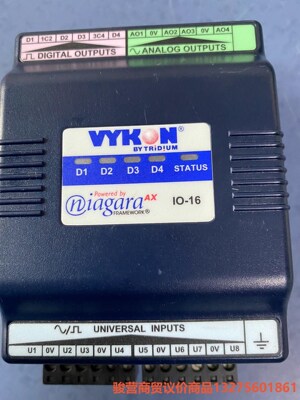 D1 1C2 D2 D3 3C4 D4
DIGITAL OUTPUTS
AO1 0V AO2 AO3 0V AO4
ANALOG OUTPUTS
VYKON®
BY TRIDIUM
D1 D2 D3 D4 STATUS
Powered by
niagaraAX
FRAMEWORK®
IO-16
UNIVERSAL INPUTS
U1 0V U2 U3 0V U4 U5 0V U6 U7 0V U8
骏营商贸议价商品13275601861